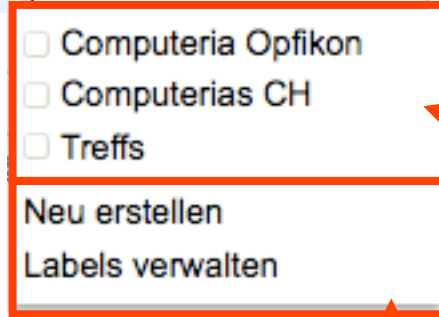 Computeria Opfikon
Computerias CH
Treffs
Neu erstellen
Labels verwalten